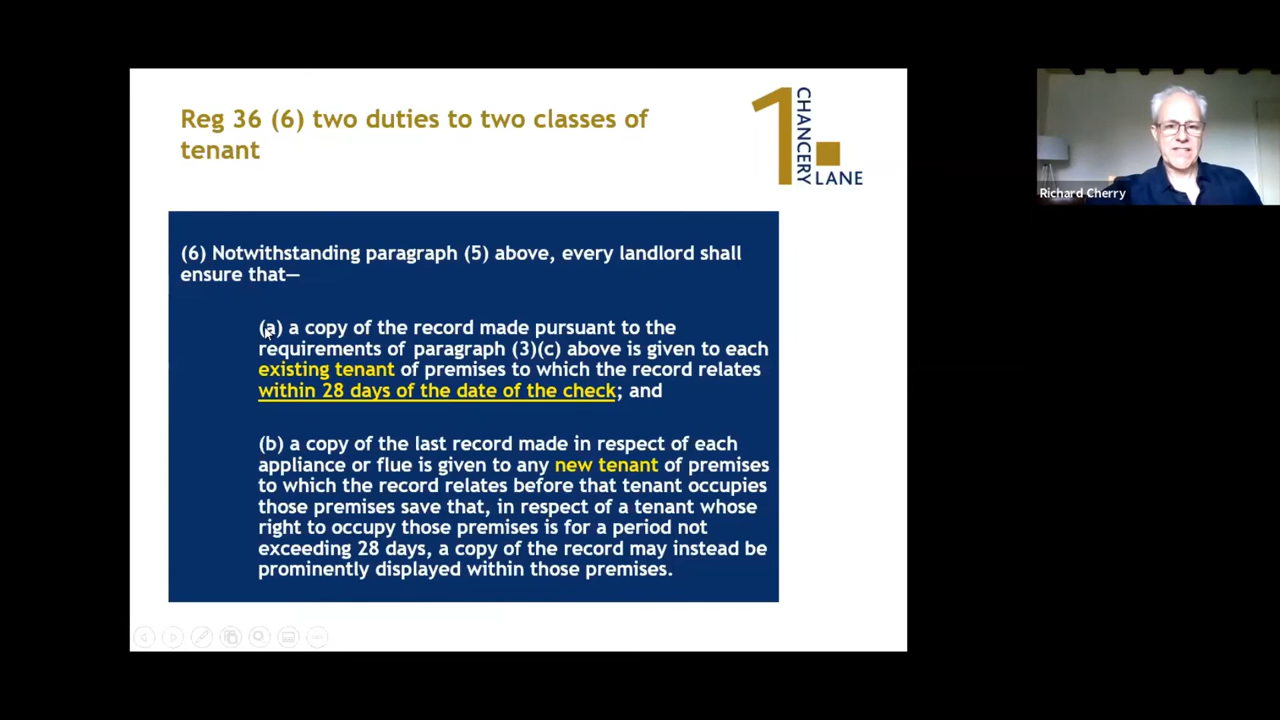 Reg 36 (6) two duties to two classes of
tenant
1
CHANCERY
LANE
(6) Notwithstanding paragraph (5) above, every landlord shall
ensure that—
(a) a copy of the record made pursuant to the
requirements of paragraph (3)(c) above is given to each
existing tenant of premises to which the record relates
within 28 days of the date of the check; and
(b) a copy of the last record made in respect of each
appliance or flue is given to any new tenant of premises
to which the record relates before that tenant occupies
those premises save that, in respect of a tenant whose
right to occupy those premises is for a period not
exceeding 28 days, a copy of the record may instead be
prominently displayed within those premises.
Richard Cherry